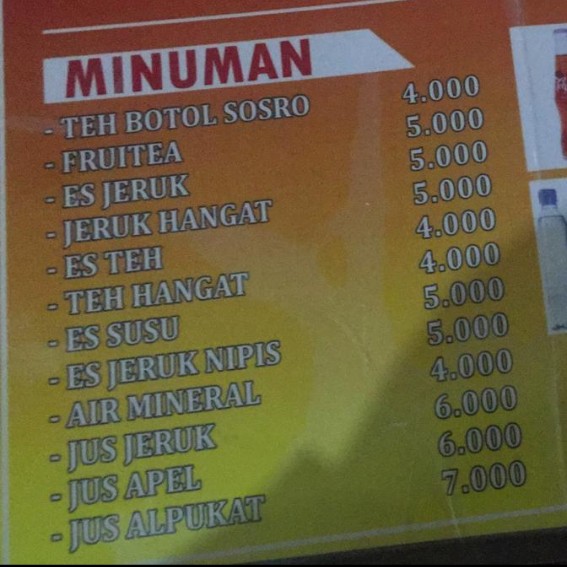 MINUMAN
- TEH BOTOL SOSRO 4.000
- FRUITEA 5.000
- ES JERUK 5.000
- JERUK HANGAT 5.000
- ES TEH 4.000
- TEH HANGAT 4.000
- ES SUSU 5.000
- ES JERUK NIPIS 5.000
- AIR MINERAL 4.000
- JUS JERUK 6.000
- JUS APEL 6.000
- JUS ALPUKAT 7.000